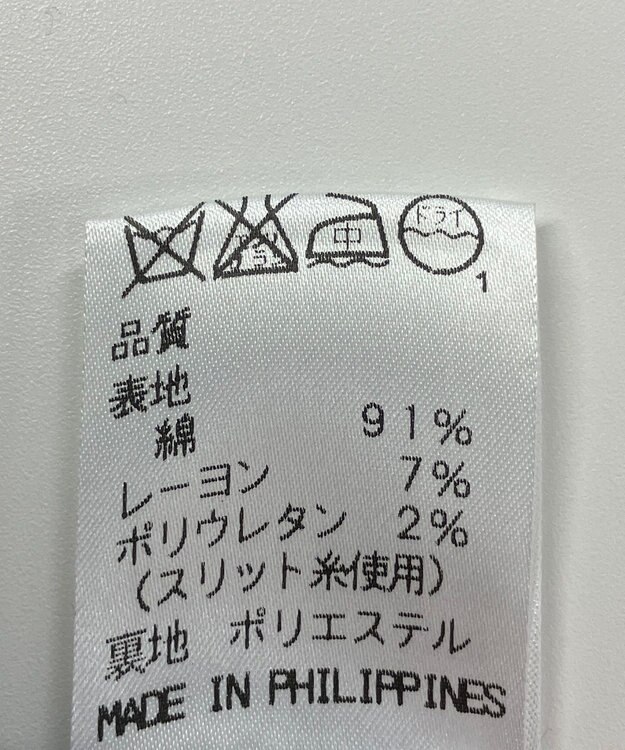 中 ドライ
1
品質
表地
綿 91%
レーヨン 7%
ポリウレタン 2%
(スリット糸使用)
裏地 ポリエステル
MADE IN PHILIPPINES